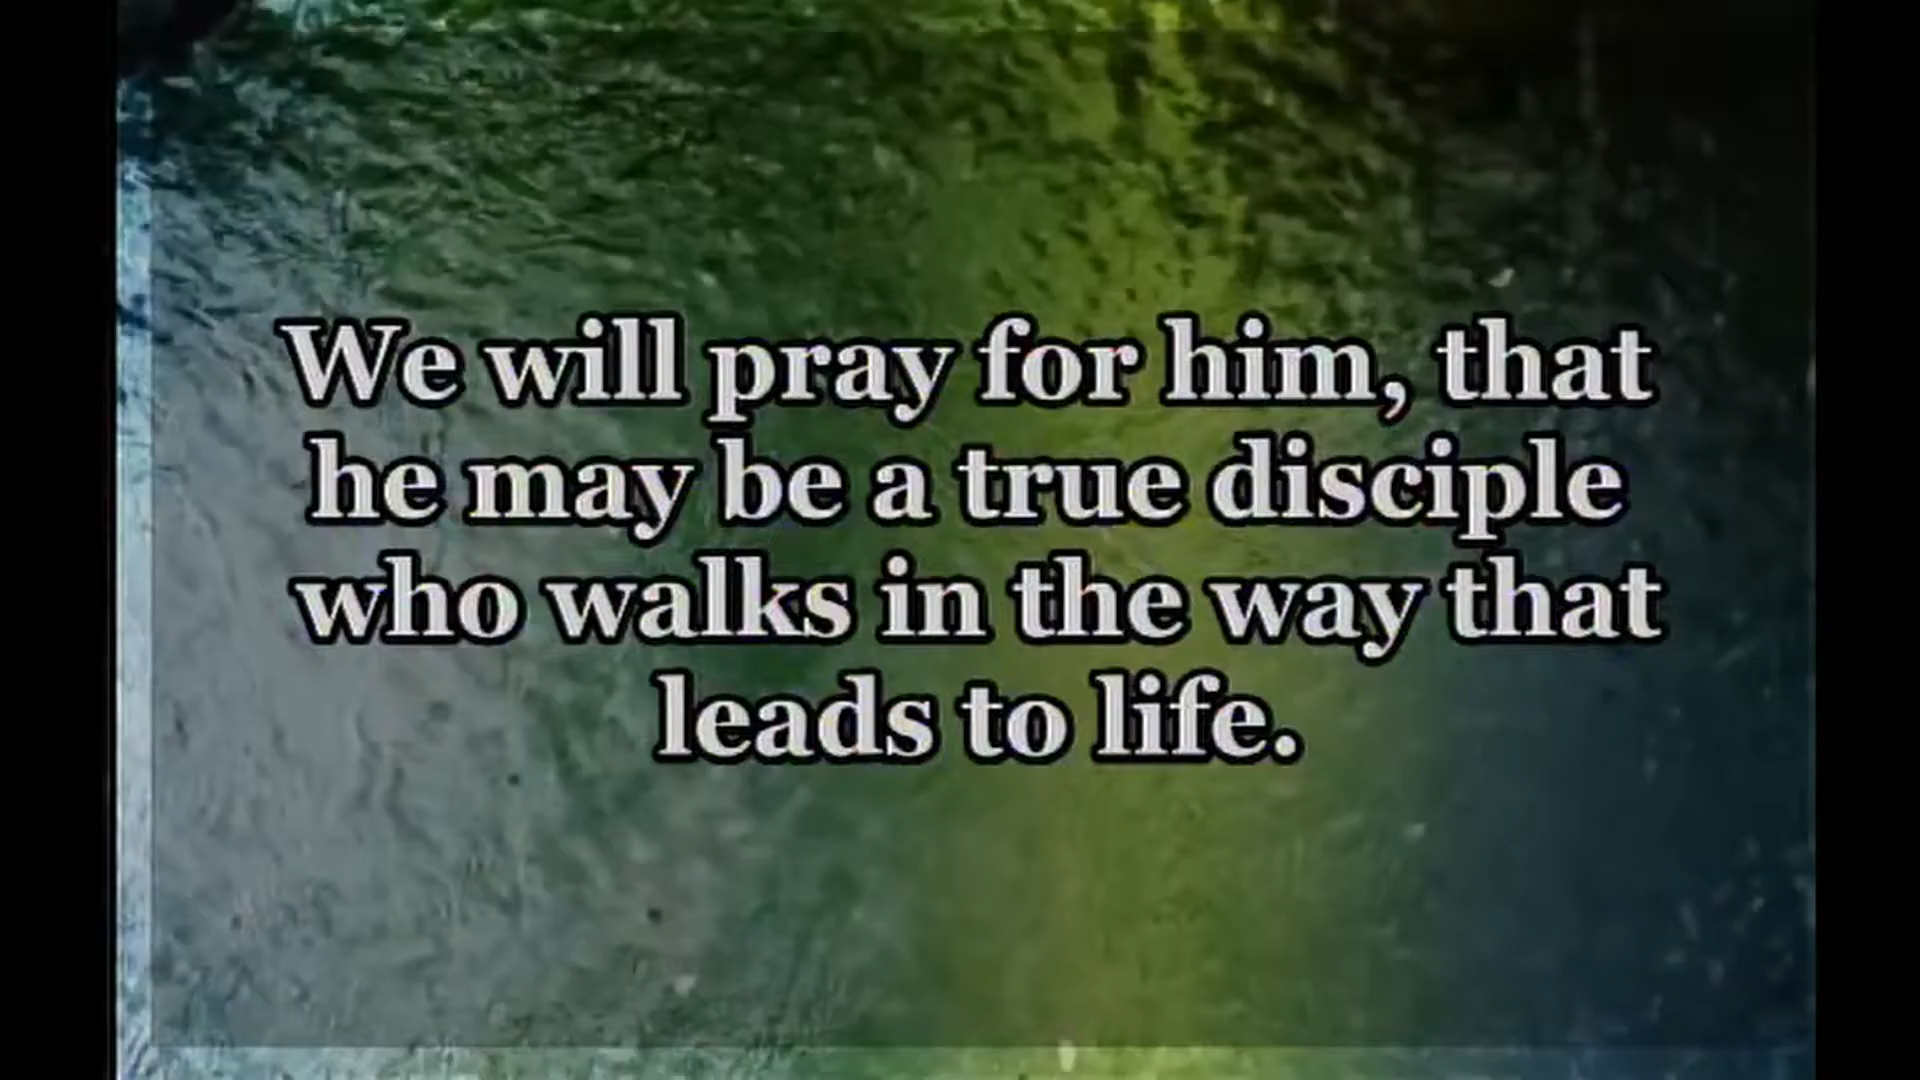 We will pray for him, that
he may be a true disciple
who walks in the way that
leads to life.